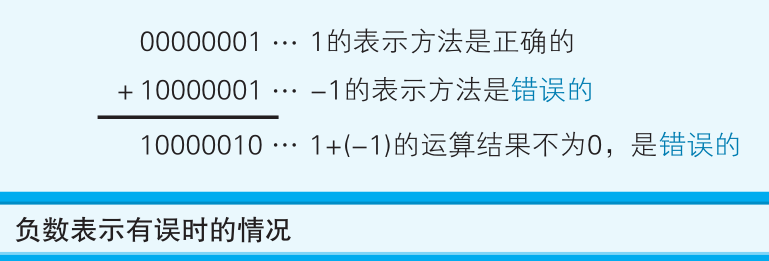 00000001 … 1的表示方法是正确的
+ 10000001 … -1的表示方法是错误的
10000010 … 1+(-1)的运算结果不为0，是错误的
负数表示有误时的情况